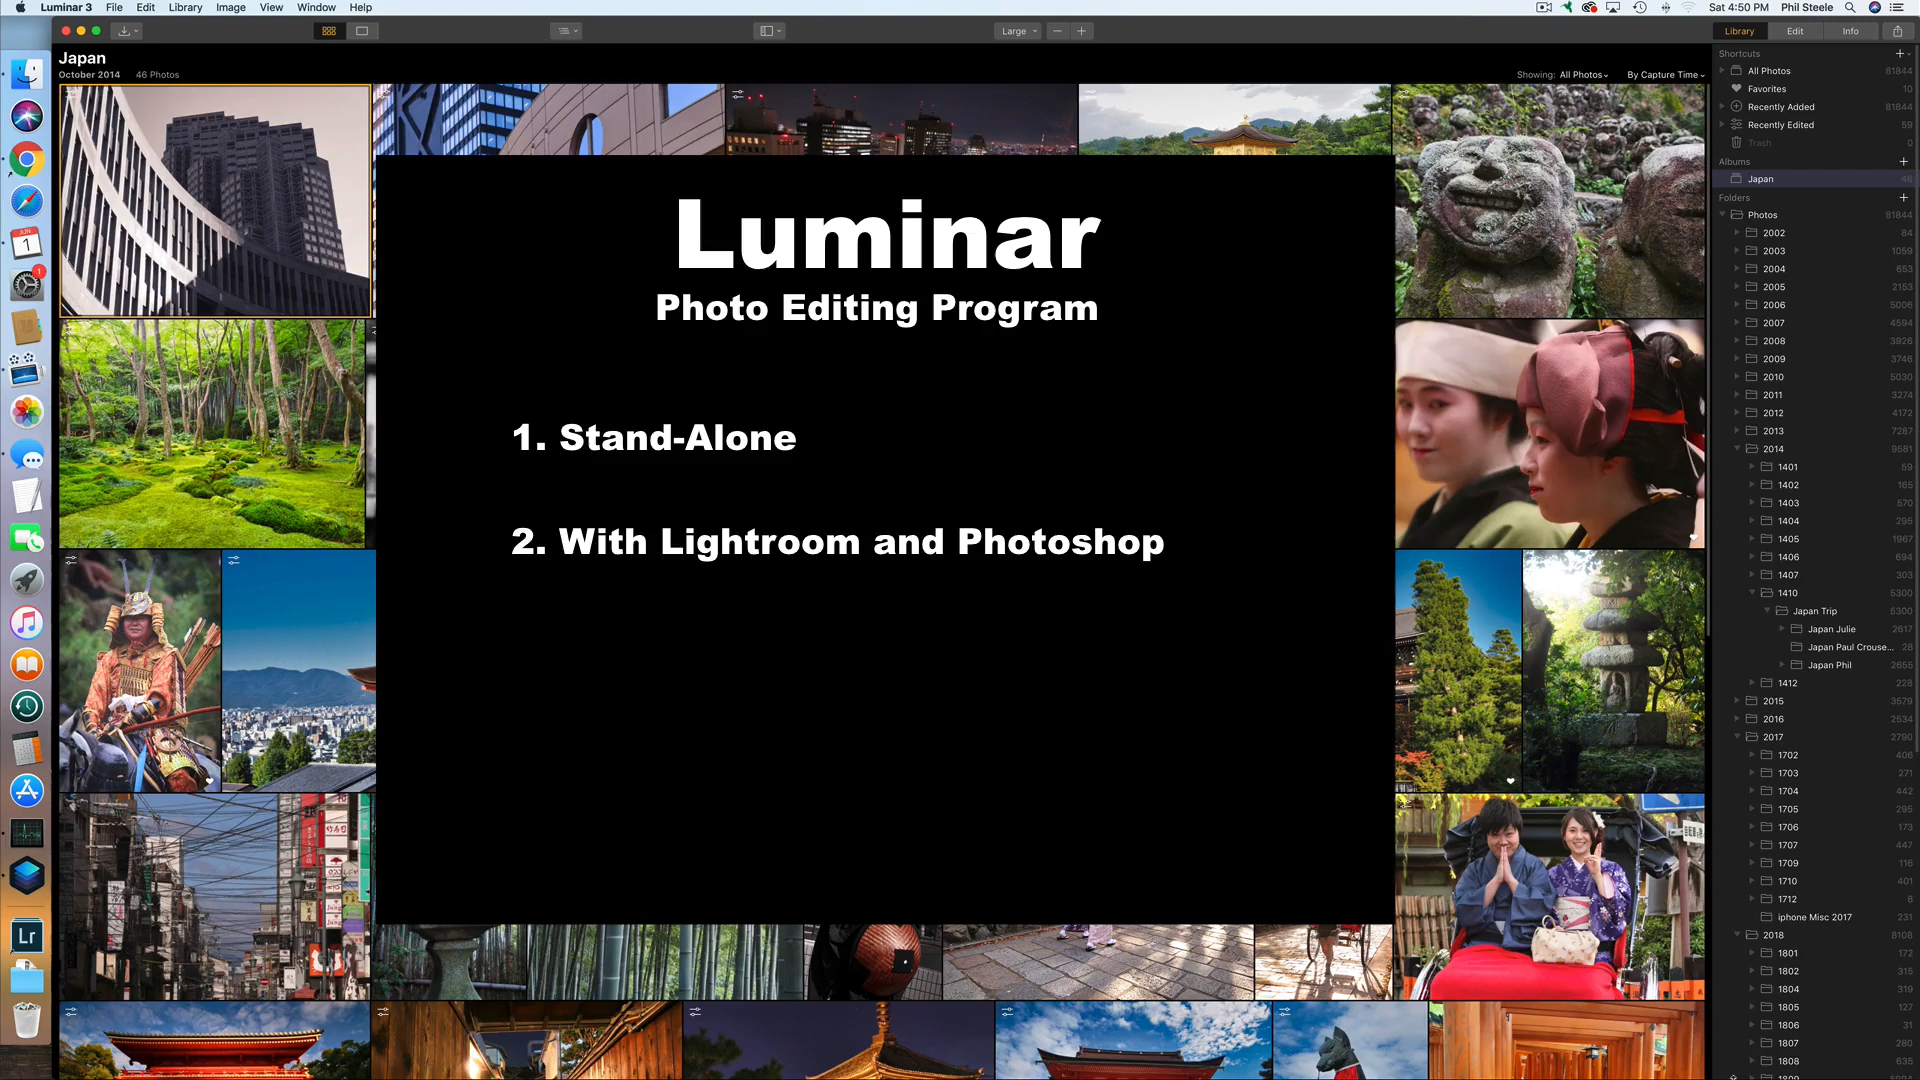 Luminar 3 File Edit Library Image View Window Help Sat 4:50 PM Phil Steele
Large Library Edit Info
Japan
October 2014 46 Photos Showing: All Photos By Capture Time
Luminar
Photo Editing Program
1. Stand-Alone
2. With Lightroom and Photoshop
JUN
1
1
Lr
Shortcuts
All Photos 81844
Favorites 10
Recently Added 81844
Recently Edited 59
Trash 0
Albums
Japan 46
Folders
Photos 81844
2002 84
2003 1059
2004 653
2005 2153
2006 5006
2007 4594
2008 3926
2009 3746
2010 5030
2011 3274
2012 4172
2013 7287
2014 9581
1401 59
1402 165
1403 570
1404 295
1405 1967
1406 694
1407 303
1410 5300
Japan Trip 5300
Japan Julie 2617
Japan Paul Crouse... 28
Japan Phil 2655
1412 228
2015 3579
2016 2534
2017 2790
1702 406
1703 271
1704 442
1705 295
1706 173
1707 447
1709 116
1710 401
1712 8
iphone Misc 2017 231
2018 8108
1801 172
1802 315
1804 319
1805 127
1806 31
1807 280
1808 635